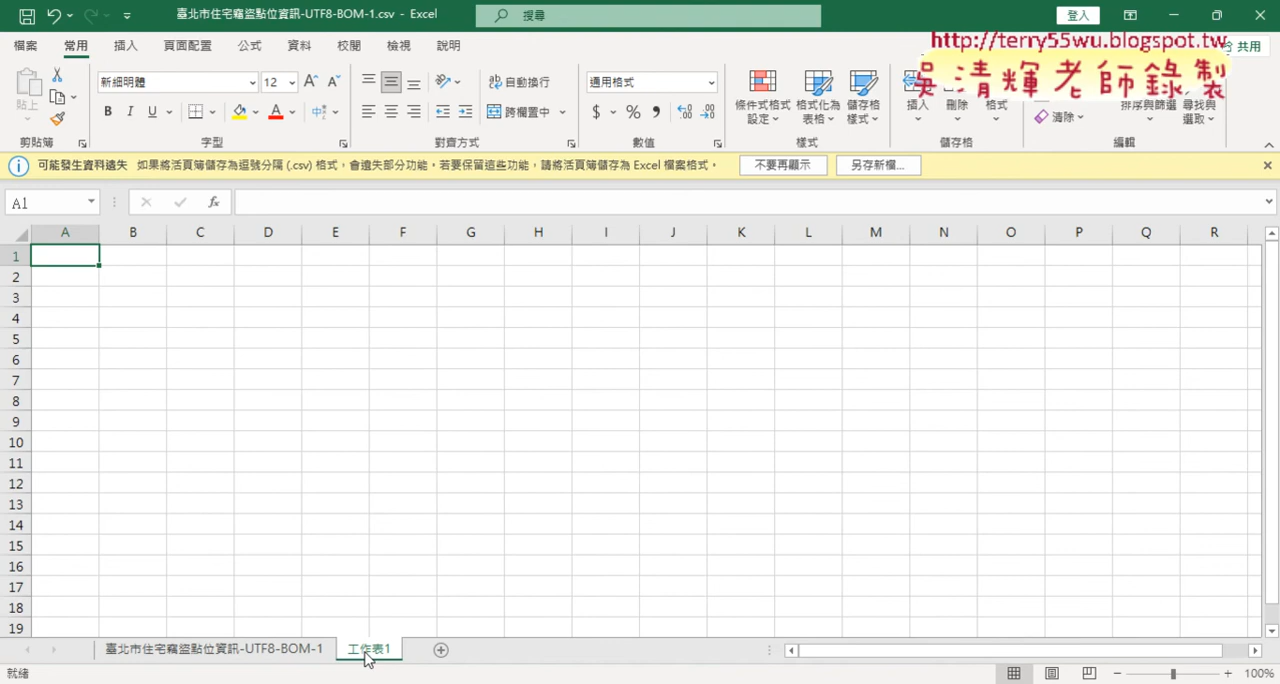 臺北市住宅竊盜點位資訊-UTF8-BOM-1.csv - Excel
搜尋
登入
http://terry55wu.blogspot.tw
檔案 常用 插入 頁面配置 公式 資料 校閱 檢視 說明
共用
吳清輝老師錄製
貼上
新細明體 12
自動換行
通用格式
B I U
跨欄置中
$ % ,
條件式格式設定
格式化為表格
儲存格樣式
插入 刪除 格式
清除
排序與篩選
尋找與選取
剪貼簿 字型 對齊方式 數值 樣式 儲存格 編輯
可能發生資料遺失 如果將活頁簿儲存為逗號分隔 (.csv) 格式,會遺失部分功能,若要保留這些功能,請將活頁簿儲存為 Excel 檔案格式。
不要再顯示
另存新檔...
A1
fx
A B C D E F G H I J K L M N O P Q R
1
2
3
4
5
6
7
8
9
10
11
12
13
14
15
16
17
18
19
臺北市住宅竊盜點位資訊-UTF8-BOM-1 工作表1
就緒
100%